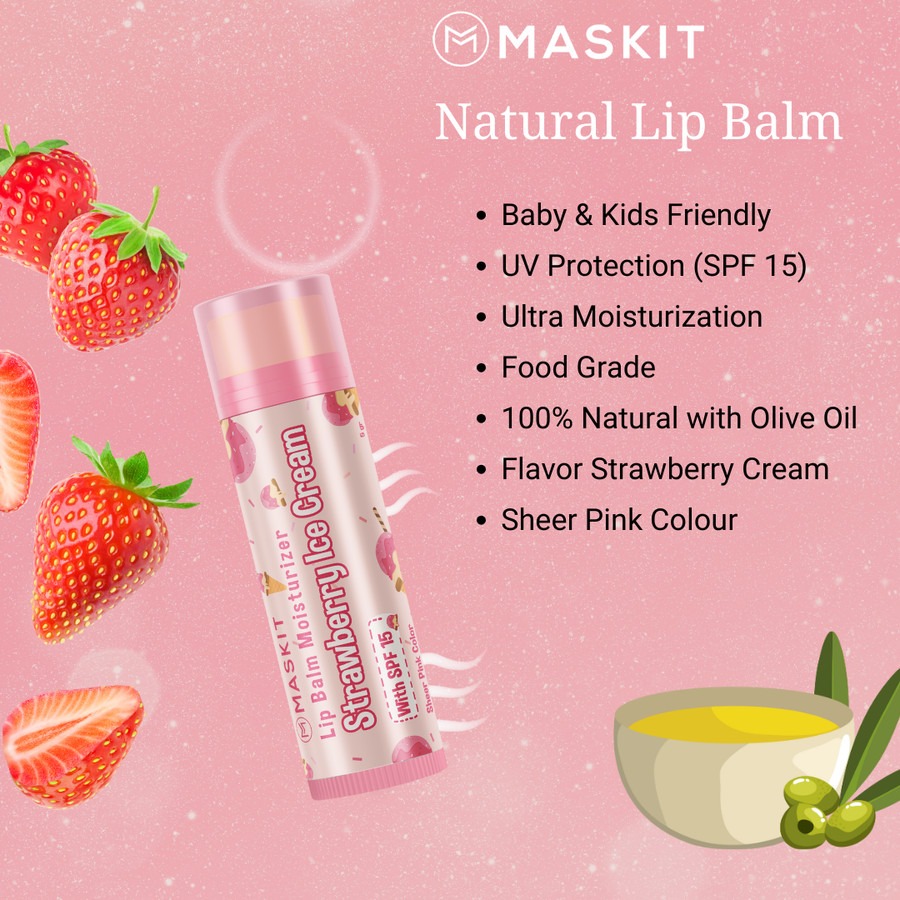 MASKIT
Natural Lip Balm
• Baby & Kids Friendly
• UV Protection (SPF 15)
• Ultra Moisturization
• Food Grade
• 100% Natural with Olive Oil
• Flavor Strawberry Cream
• Sheer Pink Colour
MASKIT
Lip Balm Moisturizer
Strawberry Ice Cream
With SPF 15
Sheer Pink Color